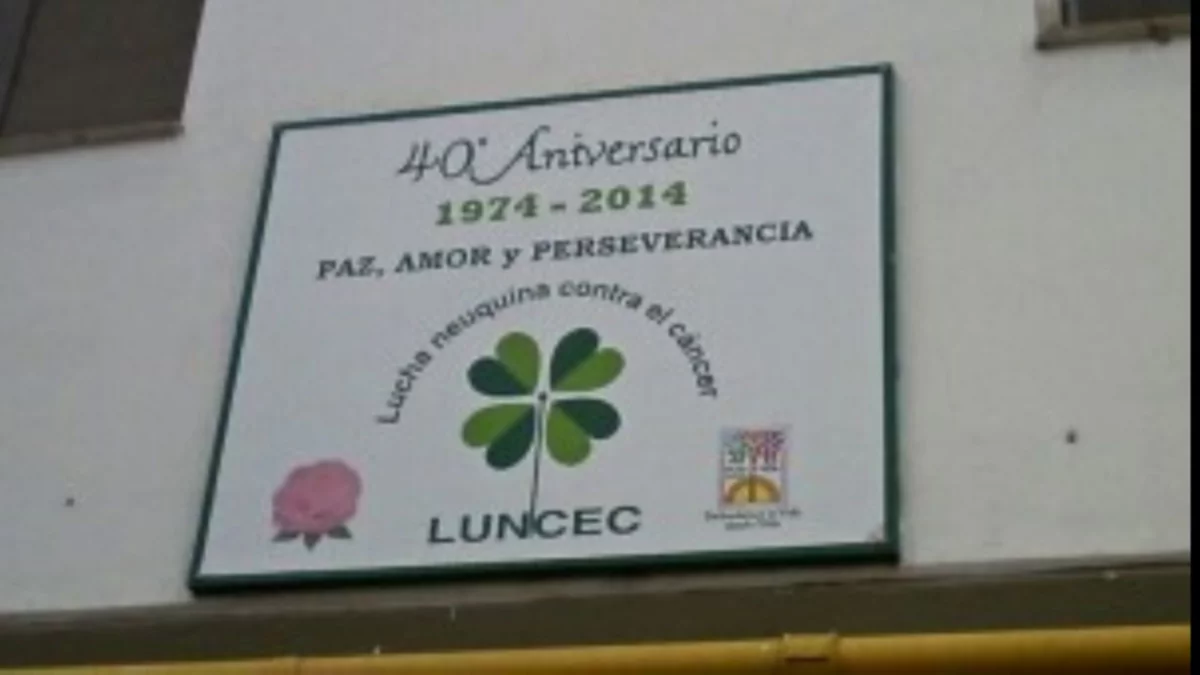 40° Aniversario
1974 - 2014
PAZ, AMOR y PERSEVERANCIA
Lucha neuquina contra el cáncer
LUNCEC